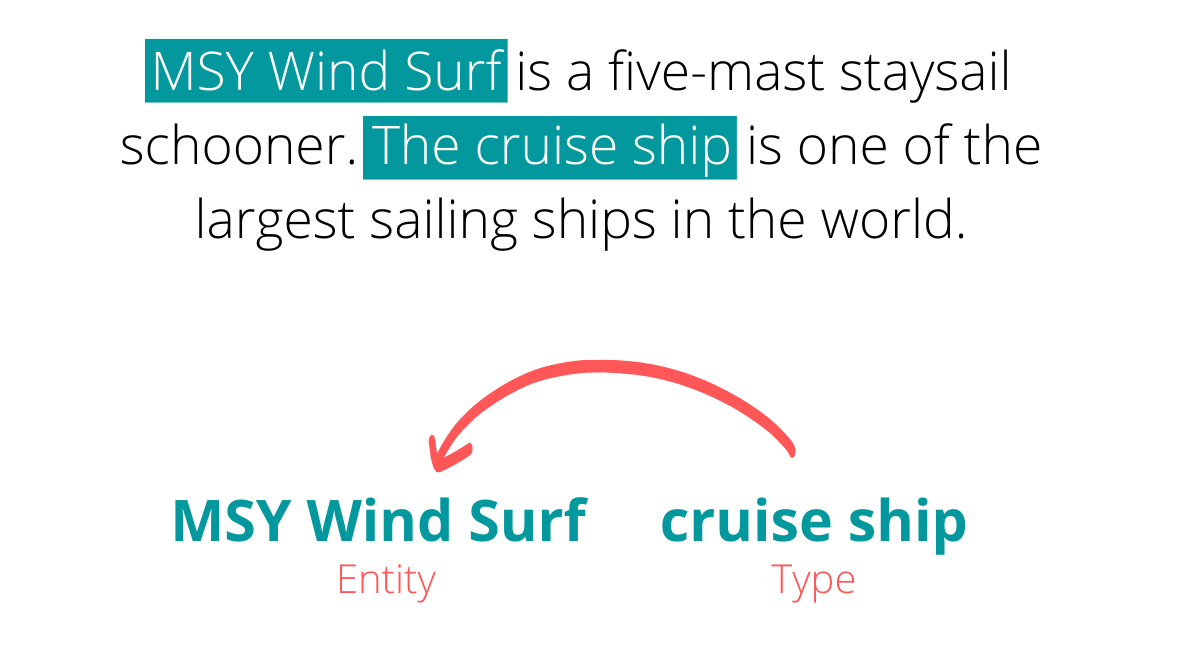 MSY Wind Surf is a five-mast staysail
schooner. The cruise ship is one of the
largest sailing ships in the world.
MSY Wind Surf cruise ship
Entity Type